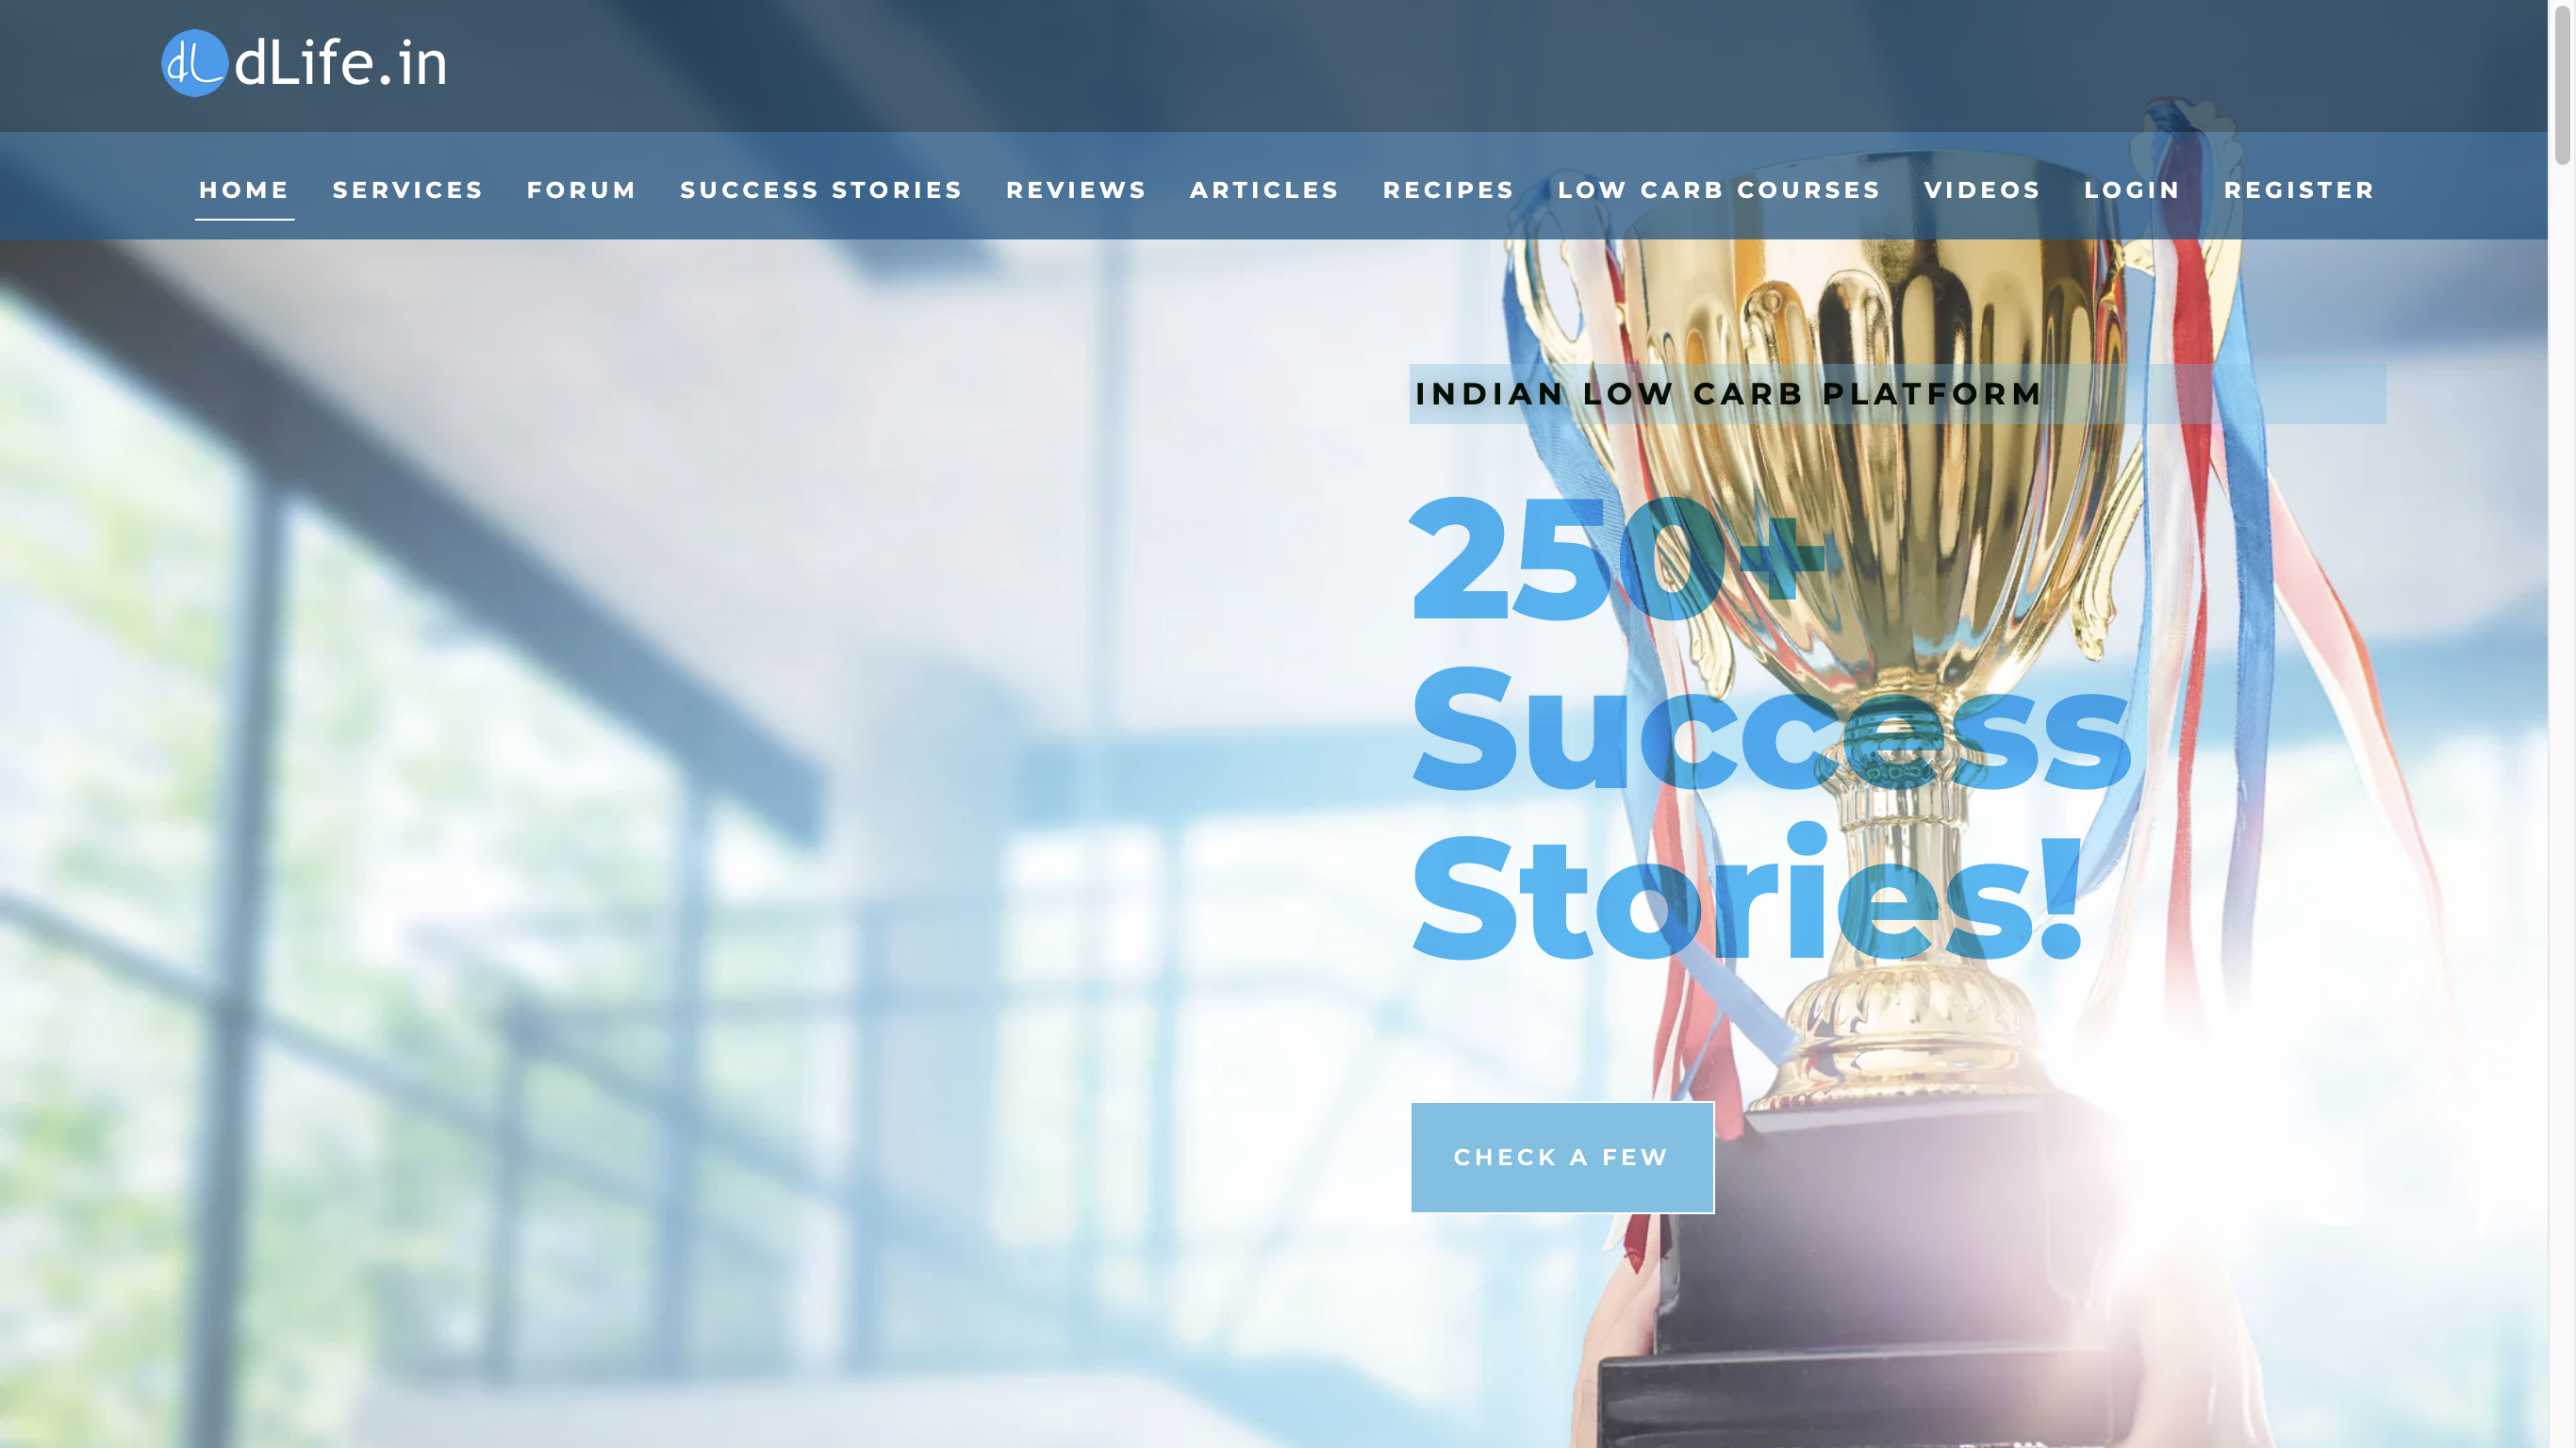 dL dLife.in
HOME SERVICES FORUM SUCCESS STORIES REVIEWS ARTICLES RECIPES LOW CARB COURSES VIDEOS LOGIN REGISTER
INDIAN LOW CARB PLATFORM
250+
Success
Stories!
CHECK A FEW